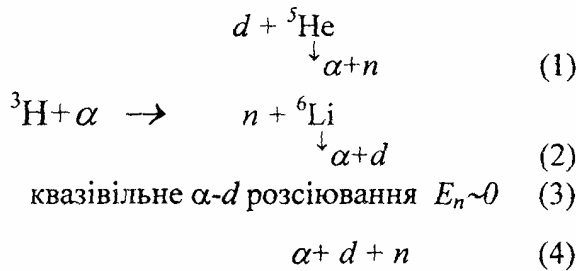 d + ⁵He
↓α+n (1)
³H+α → n + ⁶Li
↓α+d (2)
квазівільне α-d розсіювання Eₙ~0 (3)
α+ d + n (4)